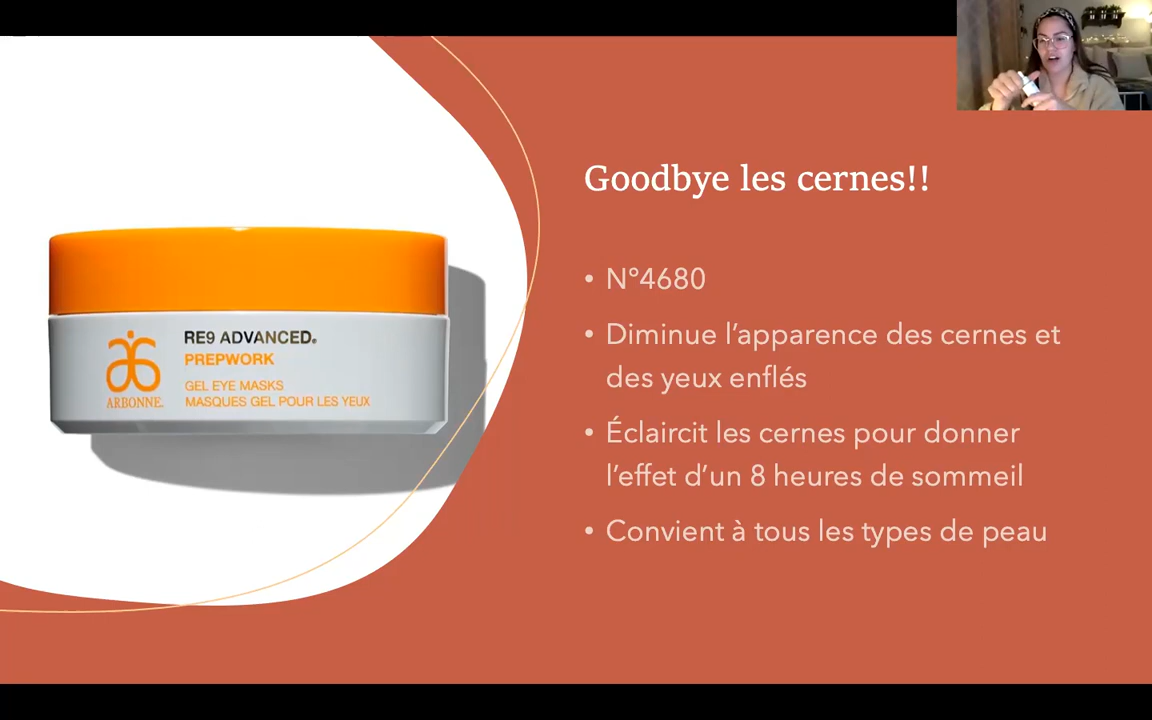 Goodbye les cernes!!
• N°4680
• Diminue l’apparence des cernes et
des yeux enflés
• Éclaircit les cernes pour donner
l’effet d’un 8 heures de sommeil
• Convient à tous les types de peau
RE9 ADVANCED®
PREPWORK
GEL EYE MASKS
MASQUES GEL POUR LES YEUX
ARBONNE.